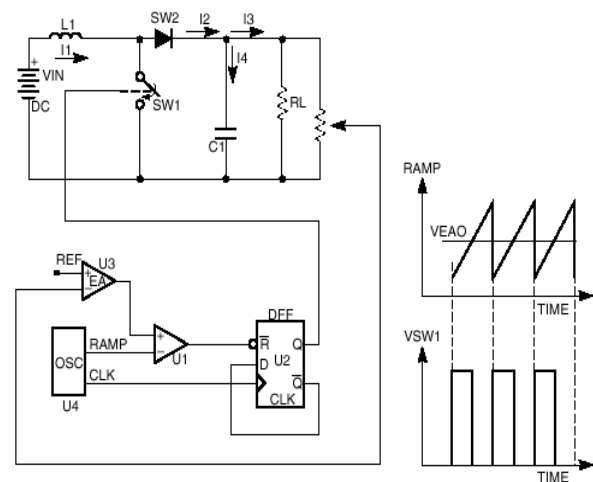 L1
SW2
I2
I3
I1
I4
+
VIN
DC
SW1
C1
RL
RAMP
VEAO
TIME
REF
U3
+
EA
−
DFF
OSC
RAMP
+
−
U1
R
Q
D
U2
Q
CLK
CLK
U4
VSW1
TIME